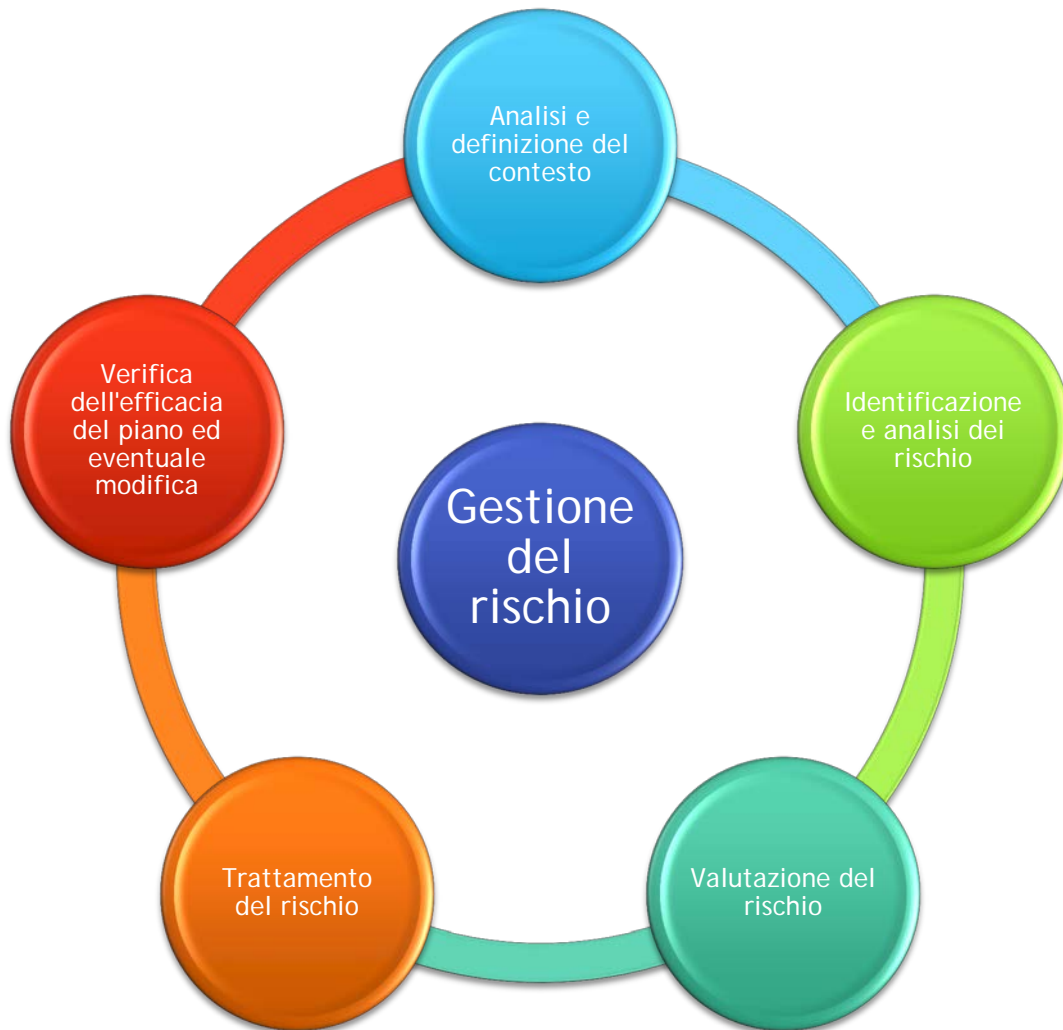 Analisi e
definizione del
contesto
Identificazione
e analisi dei
rischio
Valutazione del
rischio
Trattamento
del rischio
Verifica
dell'efficacia
del piano ed
eventuale
modifica
Gestione
del
rischio